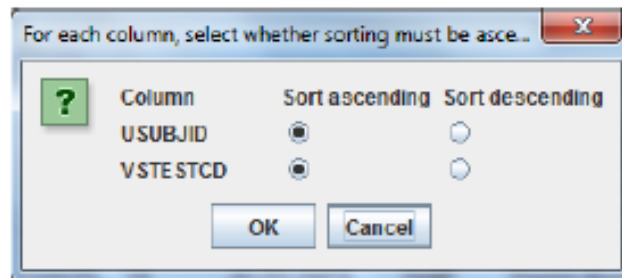 For each column, select whether sorting must be asce...
Column Sort ascending Sort descending
USUBJID
VSTESTCD
OK Cancel